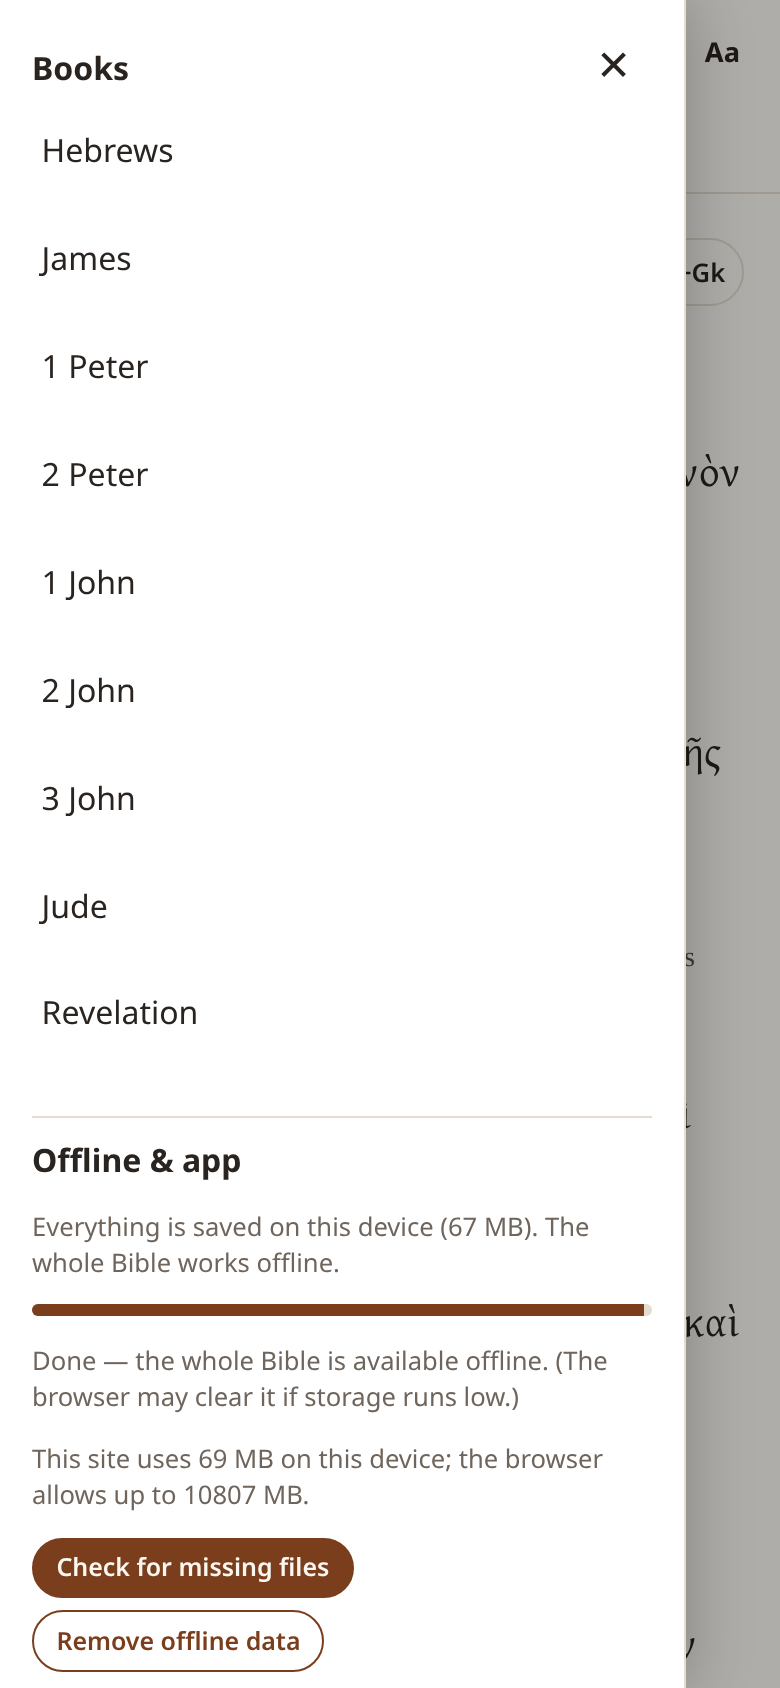 Books
Aa
Hebrews
James
Gk
1 Peter
2 Peter
νὸν
1 John
2 John
ῆς
3 John
Jude
s
Revelation
Offline & app
Everything is saved on this device (67 MB). The
whole Bible works offline.
καὶ
Done — the whole Bible is available offline. (The
browser may clear it if storage runs low.)
This site uses 69 MB on this device; the browser
allows up to 10807 MB.
Check for missing files
Remove offline data